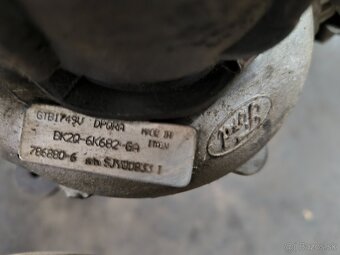 GTB1749V DPGRA
MADE IN
BK2Q-6K682-GA
ITALY
786880-6